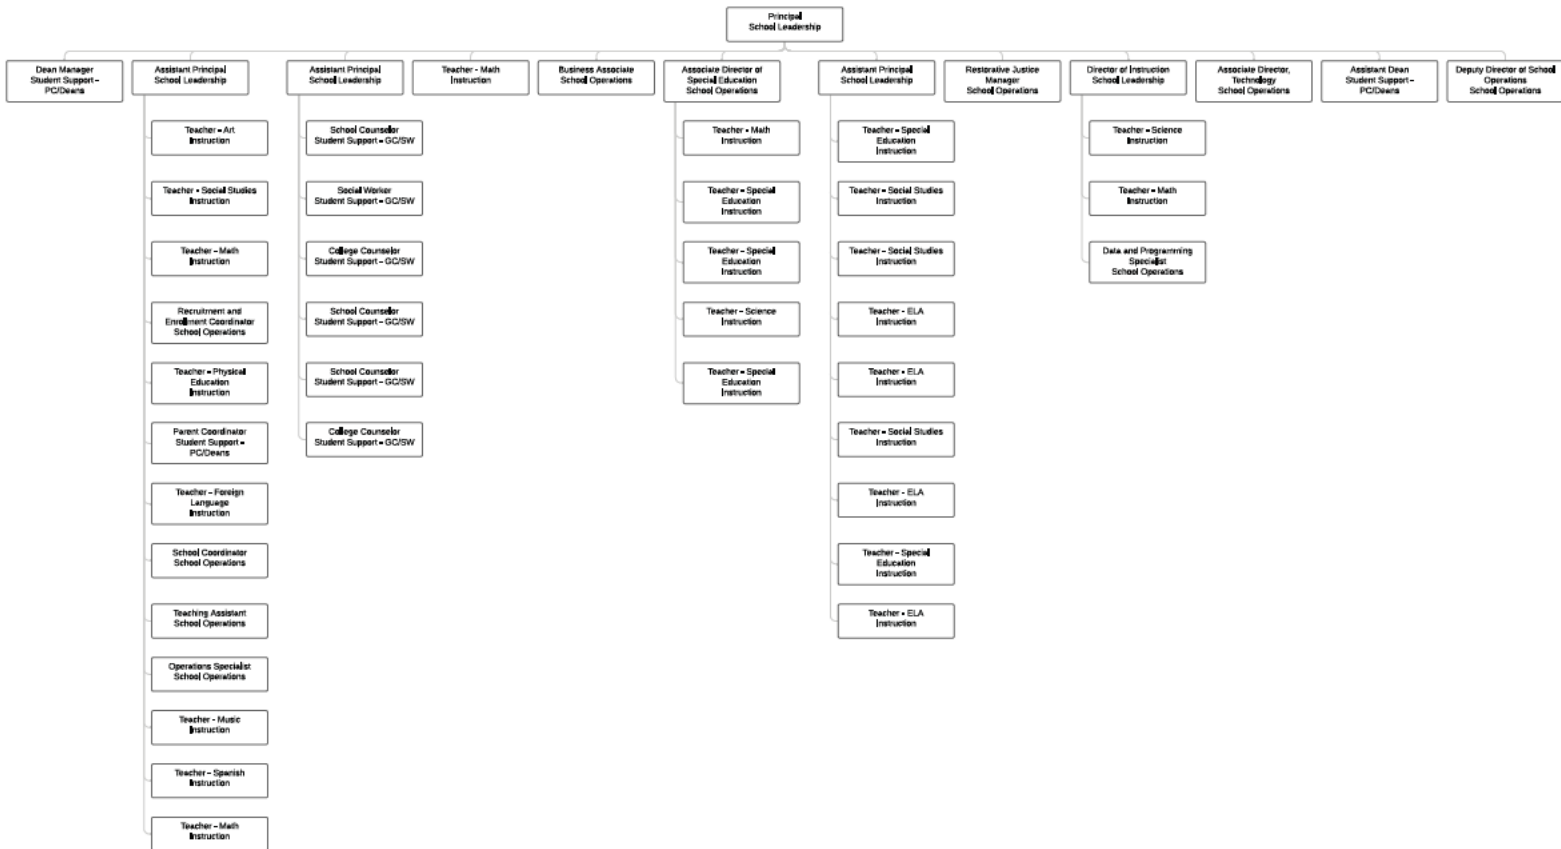 Principal
School Leadership
Dean Manager
Student Support –
PC/Deans
Assistant Principal
School Leadership
Assistant Principal
School Leadership
Teacher - Math
Instruction
Business Associate
School Operations
Associate Director of
Special Education
School Operations
Assistant Principal
School Leadership
Restorative Justice
Manager
School Operations
Director of Instruction
School Leadership
Associate Director,
Technology
School Operations
Assistant Dean
Student Support –
PC/Deans
Deputy Director of School
Operations
School Operations
Teacher – Art
Instruction
Teacher - Social Studies
Instruction
Teacher – Math
Instruction
Recruitment and
Enrollment Coordinator
School Operations
Teacher – Physical
Education
Instruction
Parent Coordinator
Student Support –
PC/Deans
Teacher – Foreign
Language
Instruction
School Coordinator
School Operations
Teaching Assistant
School Operations
Operations Specialist
School Operations
Teacher - Music
Instruction
Teacher – Spanish
Instruction
Teacher – Math
Instruction
School Counselor
Student Support – GC/SW
Social Worker
Student Support – GC/SW
College Counselor
Student Support – GC/SW
School Counselor
Student Support – GC/SW
School Counselor
Student Support – GC/SW
College Counselor
Student Support – GC/SW
Teacher - Math
Instruction
Teacher – Special
Education
Instruction
Teacher – Special
Education
Instruction
Teacher – Science
Instruction
Teacher – Special
Education
Instruction
Teacher – Special
Education
Instruction
Teacher – Social Studies
Instruction
Teacher – Social Studies
Instruction
Teacher - ELA
Instruction
Teacher - ELA
Instruction
Teacher – Social Studies
Instruction
Teacher - ELA
Instruction
Teacher – Special
Education
Instruction
Teacher - ELA
Instruction
Teacher – Science
Instruction
Teacher – Math
Instruction
Data and Programming
Specialist
School Operations